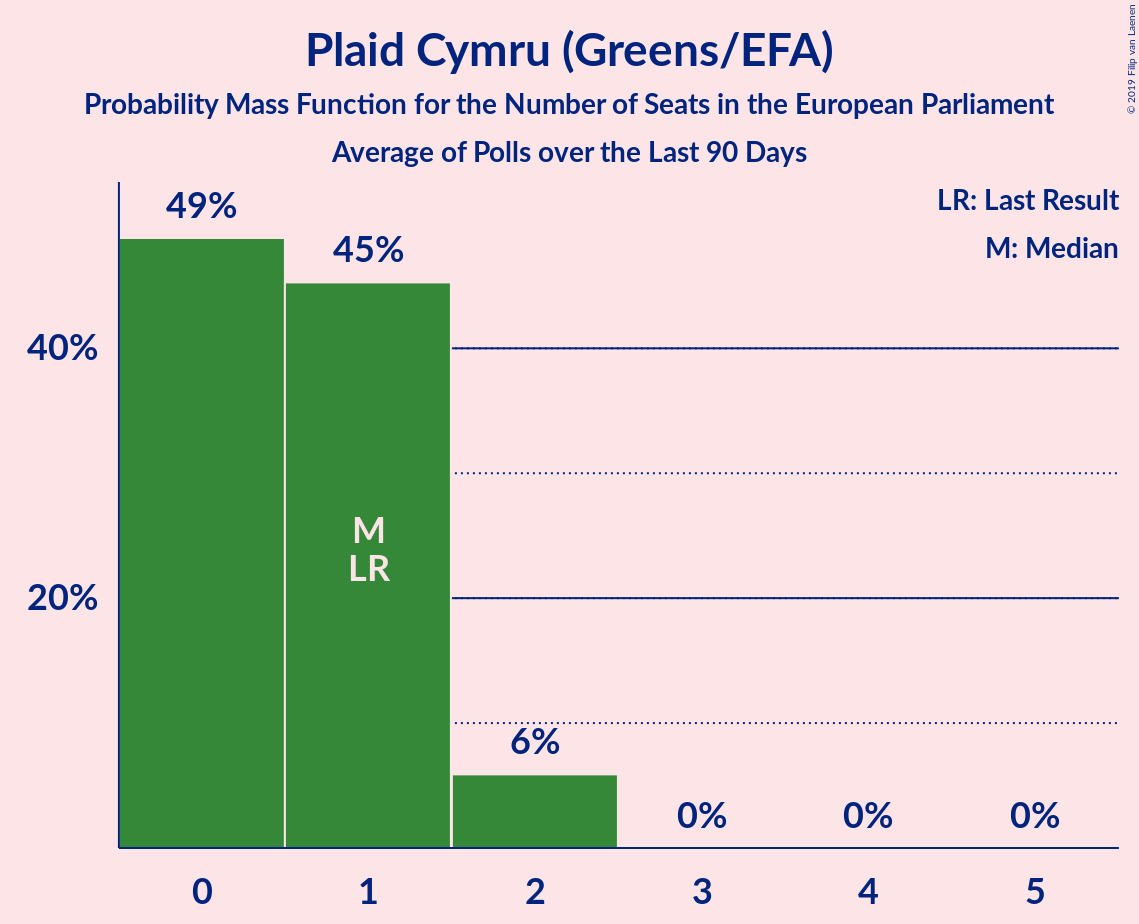 Plaid Cymru (Greens/EFA)
Probability Mass Function for the Number of Seats in the European Parliament
Average of Polls over the Last 90 Days
© 2019 Filip van Laenen
LR: Last Result
M: Median
49%
45%
40%
M
LR
20%
6%
0%
0%
0%
0
1
2
3
4
5